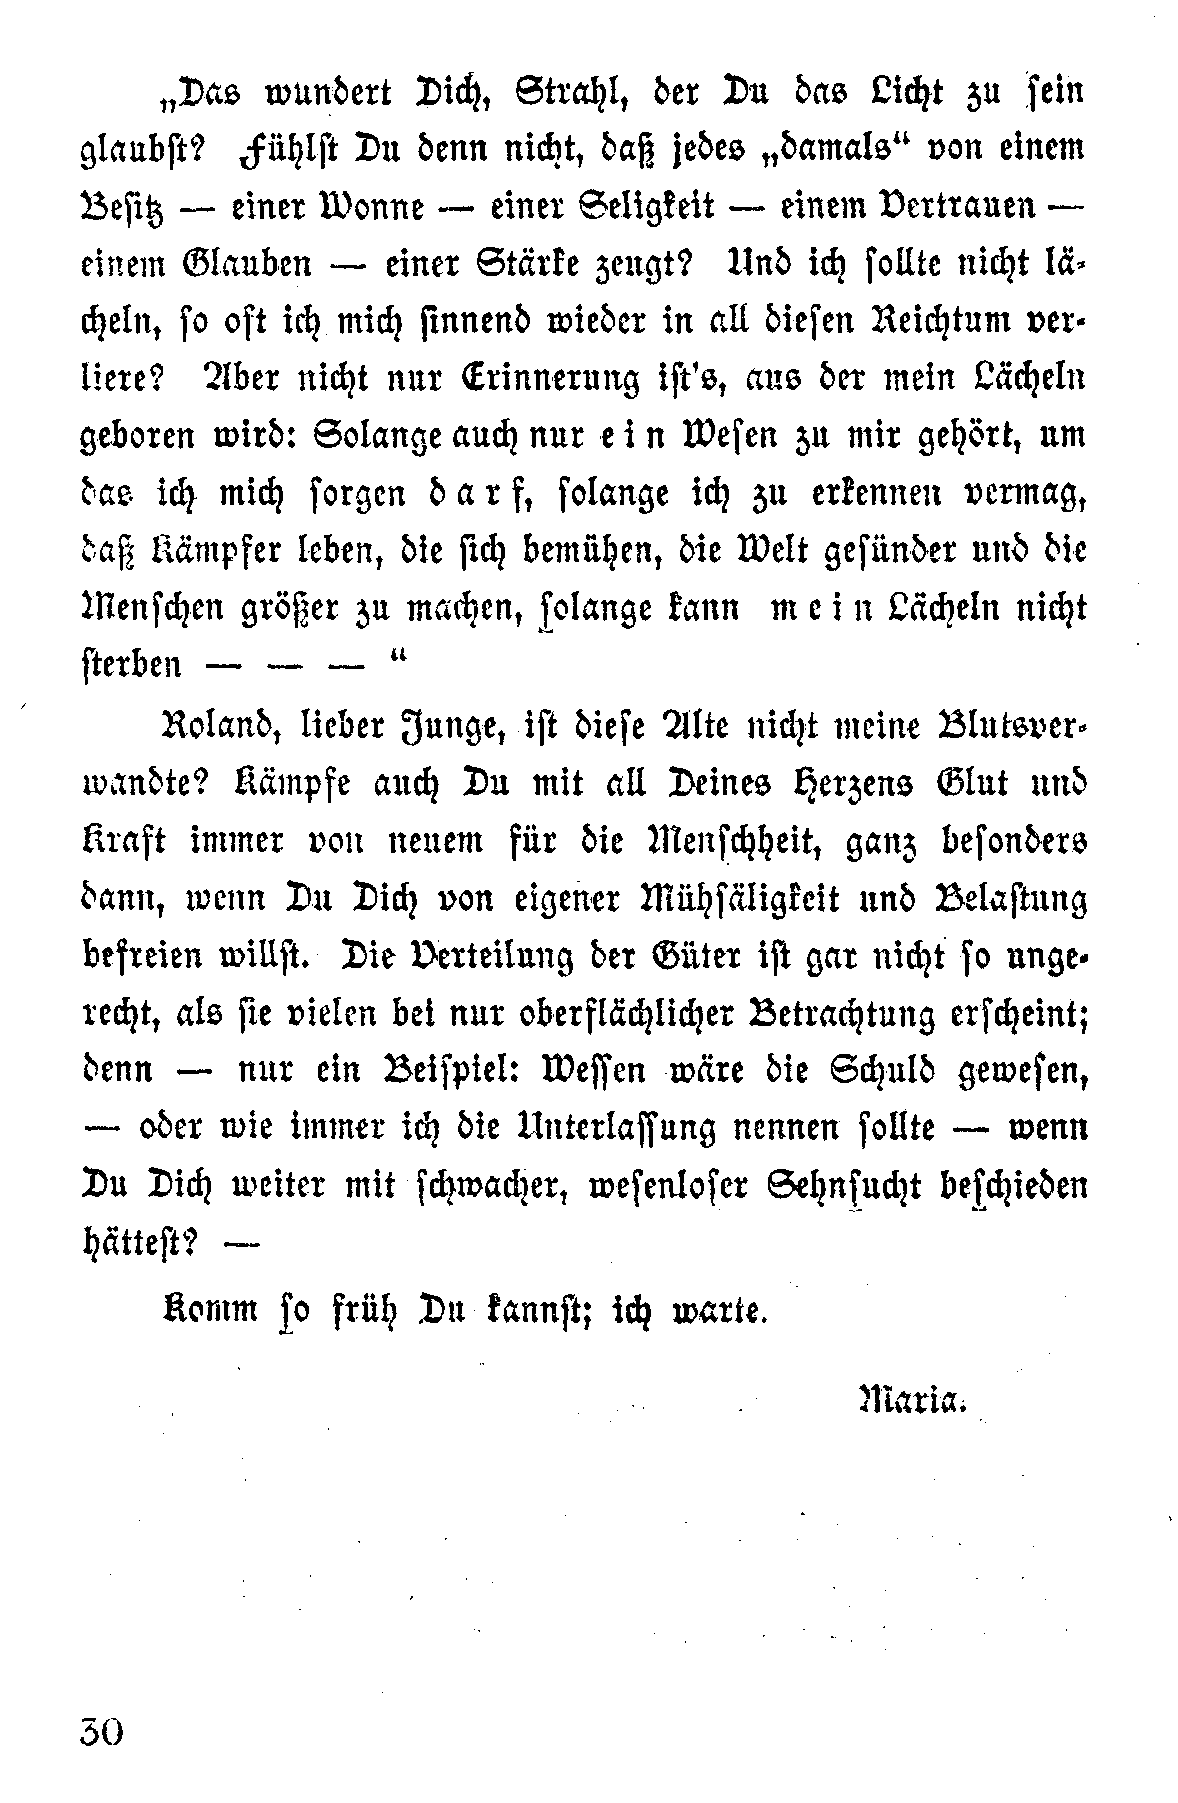 „Das wundert Dich, Strahl, der Du das Licht zu sein
glaubst? Fühlst Du denn nicht, daß jedes „damals“ von einem
Besitz — einer Wonne — einer Seligkeit — einem Vertrauen —
einem Glauben — einer Stärke zeugt? Und ich sollte nicht lä-
cheln, so oft ich mich sinnend wieder in all diesen Reichtum ver-
liere? Aber nicht nur Erinnerung ist's, aus der mein Lächeln
geboren wird: Solange auch nur e i n Wesen zu mir gehört, um
das ich mich sorgen d a r f, solange ich zu erkennen vermag,
daß Kämpfer leben, die sich bemühen, die Welt gesünder und die
Menschen größer zu machen, solange kann m e i n Lächeln nicht
sterben — — — “
Roland, lieber Junge, ist diese Alte nicht meine Blutsver-
wandte? Kämpfe auch Du mit all Deines Herzens Glut und
Kraft immer von neuem für die Menschheit, ganz besonders
dann, wenn Du Dich von eigener Mühsäligkeit und Belastung
befreien willst. Die Verteilung der Güter ist gar nicht so unge-
recht, als sie vielen bei nur oberflächlicher Betrachtung erscheint;
denn — nur ein Beispiel: Wessen wäre die Schuld gewesen,
— oder wie immer ich die Unterlassung nennen sollte — wenn
Du Dich weiter mit schwacher, wesenloser Sehnsucht beschieden
hättest? —
Komm so früh Du kannst; ich warte.
Maria.
30